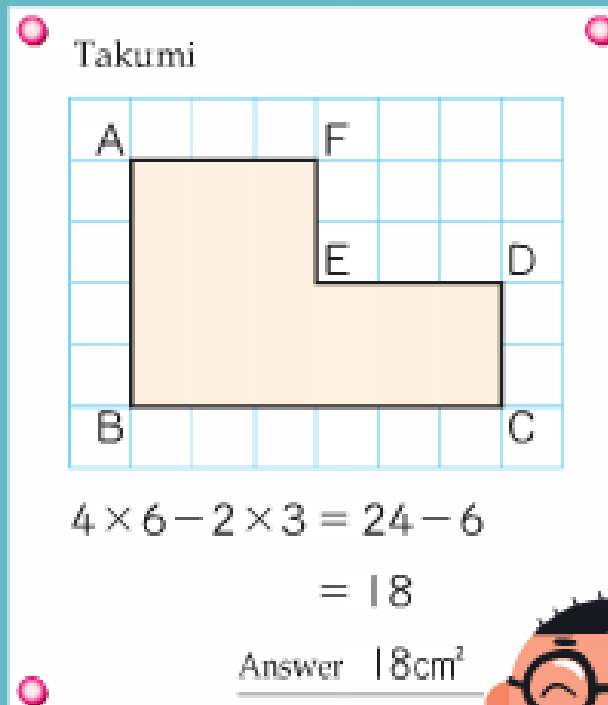 Takumi
A F
E D
B C
4×6−2×3=24−6
=18
Answer 18cm²